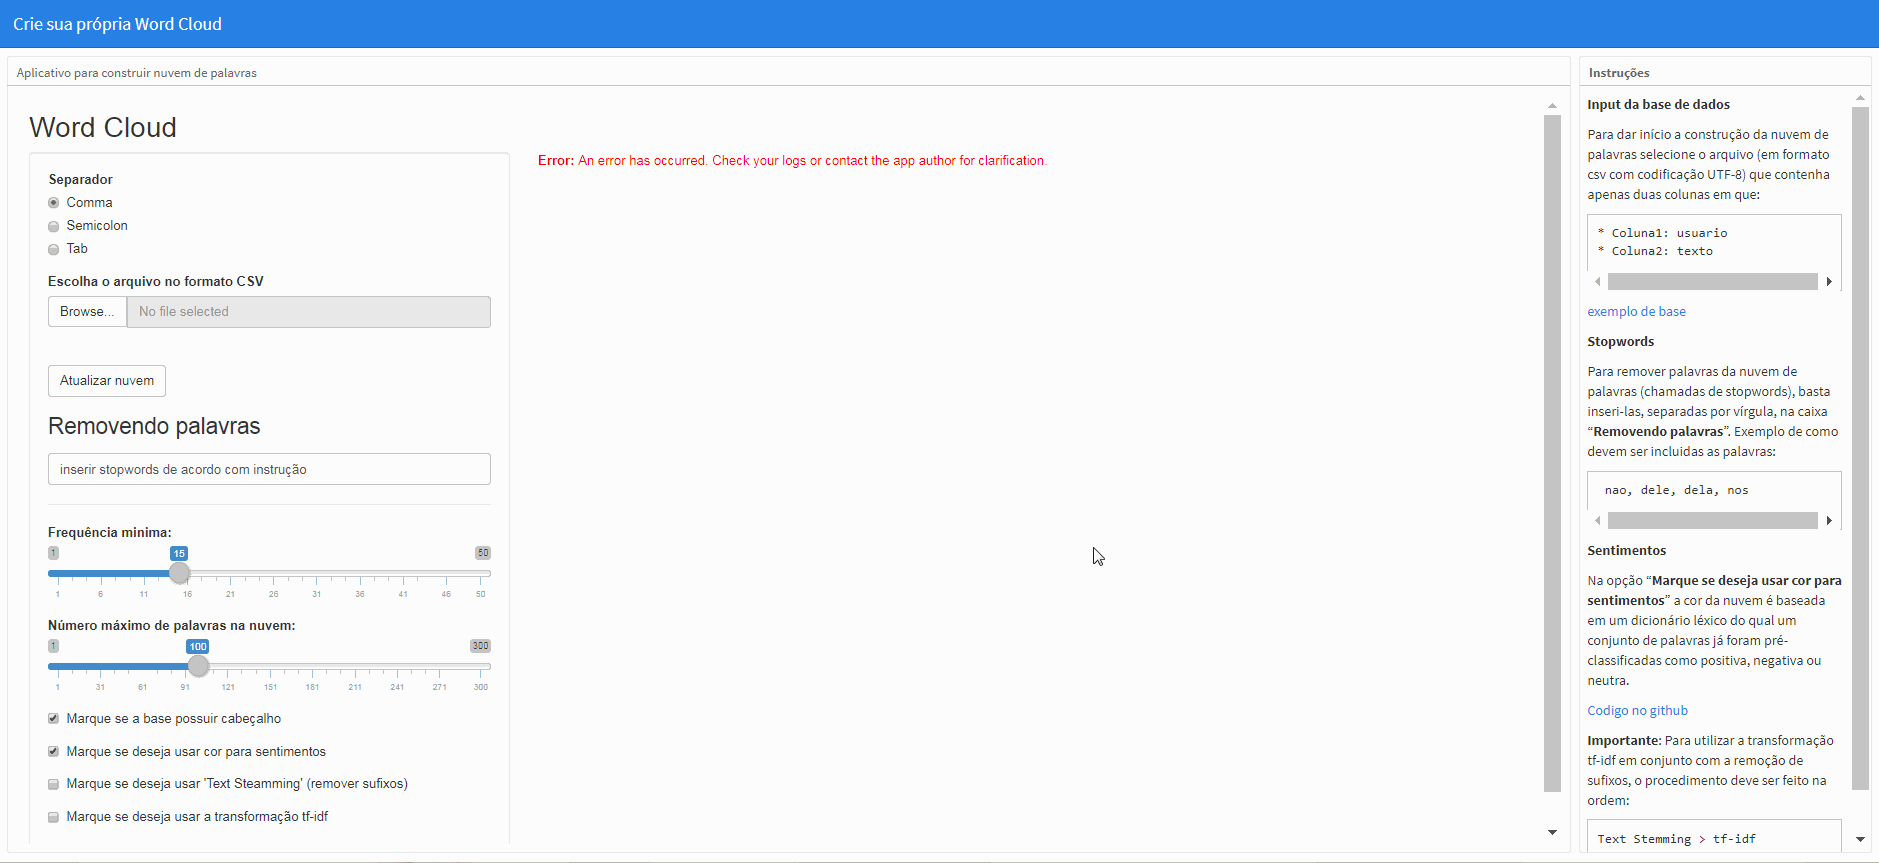 Crie sua própria Word Cloud
Aplicativo para construir nuvem de palavras
Word Cloud
Separador
Comma
Semicolon
Tab
Escolha o arquivo no formato CSV
Browse... No file selected
Atualizar nuvem
Removendo palavras
inserir stopwords de acordo com instrução
Frequência minima:
1 15 50
1 6 11 16 21 26 31 36 41 46 50
Número máximo de palavras na nuvem:
1 100 300
1 31 61 91 121 151 181 211 241 271 300
Marque se a base possuir cabeçalho
Marque se deseja usar cor para sentimentos
Marque se deseja usar 'Text Steamming' (remover sufixos)
Marque se deseja usar a transformação tf-idf
Error: An error has occurred. Check your logs or contact the app author for clarification.
Instruções
Input da base de dados
Para dar início a construção da nuvem de
palavras selecione o arquivo (em formato
csv com codificação UTF-8) que contenha
apenas duas colunas em que:
* Coluna1: usuario
* Coluna2: texto
exemplo de base
Stopwords
Para remover palavras da nuvem de
palavras (chamadas de stopwords), basta
inseri-las, separadas por vírgula, na caixa
“Removendo palavras”. Exemplo de como
devem ser incluidas as palavras:
nao, dele, dela, nos
Sentimentos
Na opção “Marque se deseja usar cor para
sentimentos” a cor da nuvem é baseada
em um dicionário léxico do qual um
conjunto de palavras já foram pré-
classificadas como positiva, negativa ou
neutra.
Codigo no github
Importante: Para utilizar a transformação
tf-idf em conjunto com a remoção de
sufixos, o procedimento deve ser feito na
ordem:
Text Stemming > tf-idf